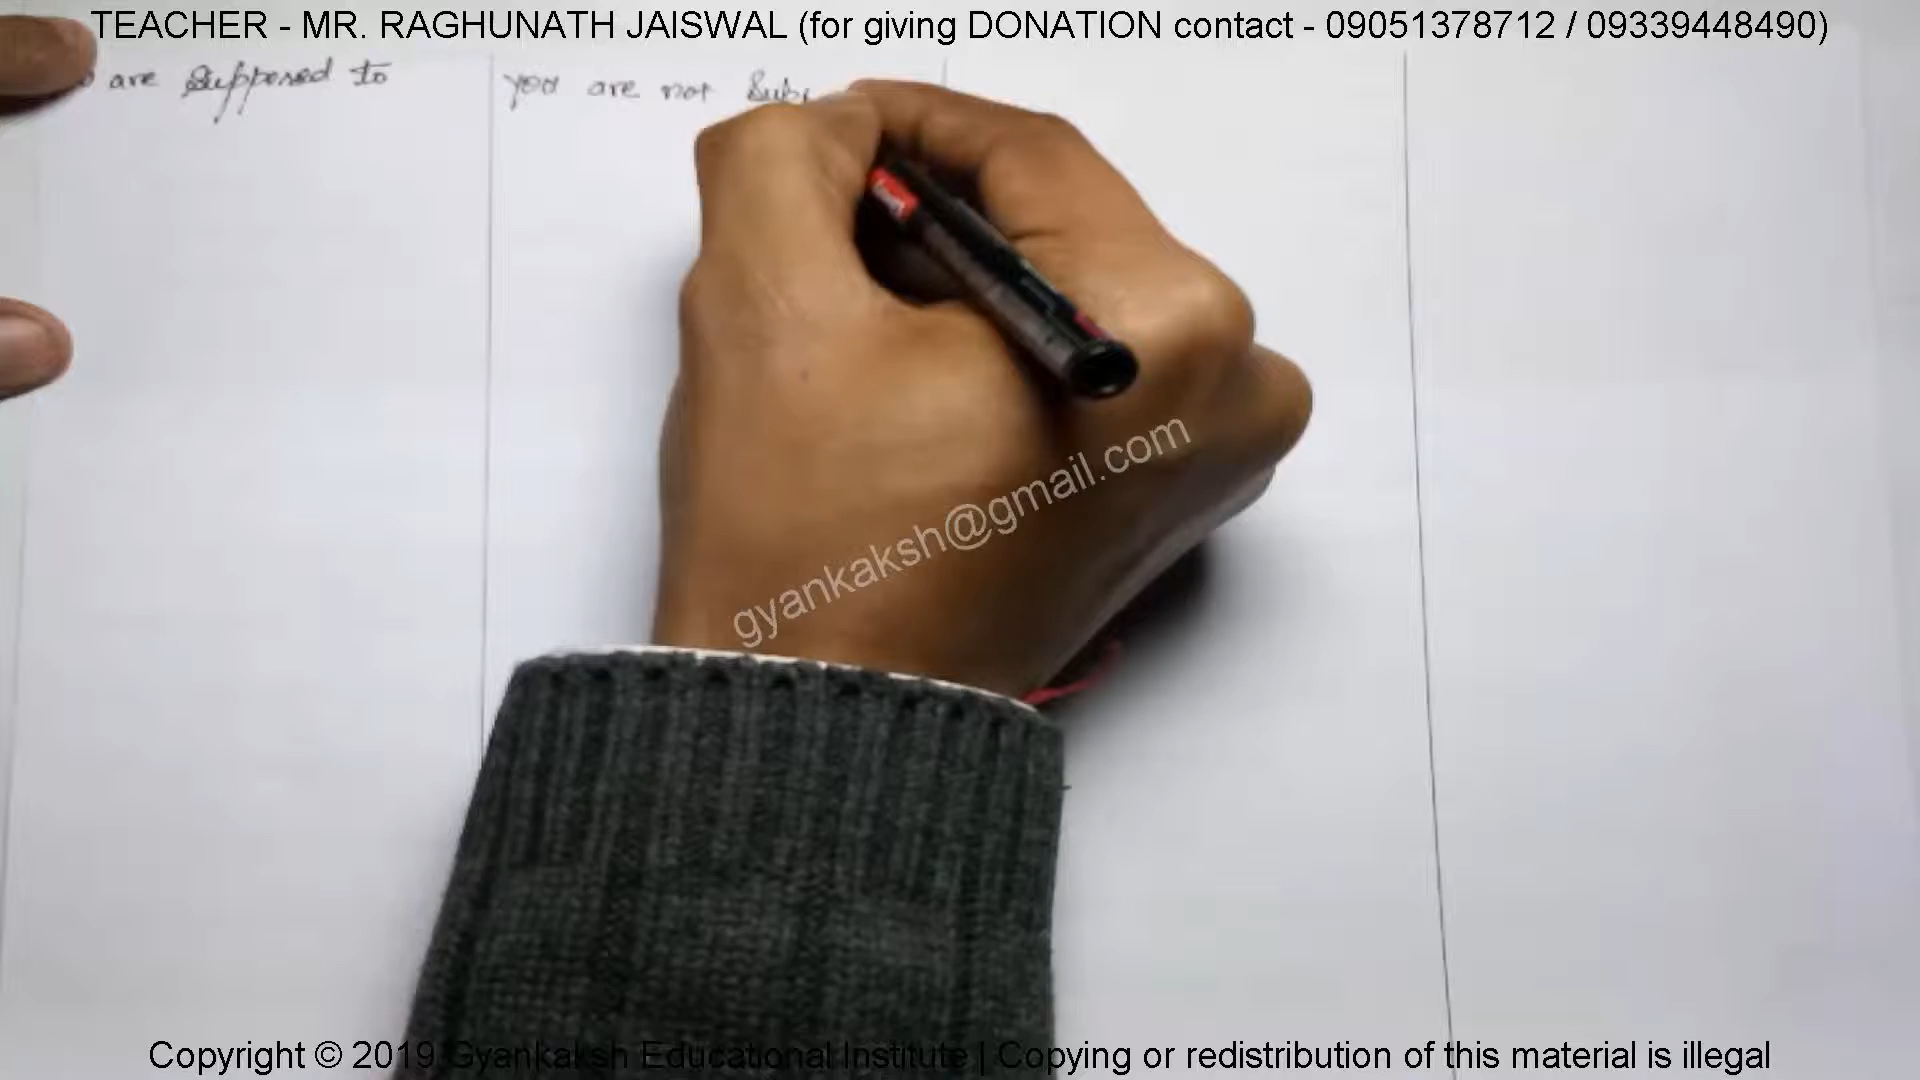 TEACHER - MR. RAGHUNATH JAISWAL (for giving DONATION contact - 09051378712 / 09339448490)
are supposed to
you are not
gyankaksh@gmail.com
Copyright © 2019 Gyankaksh Educational Institute | Copying or redistribution of this material is illegal